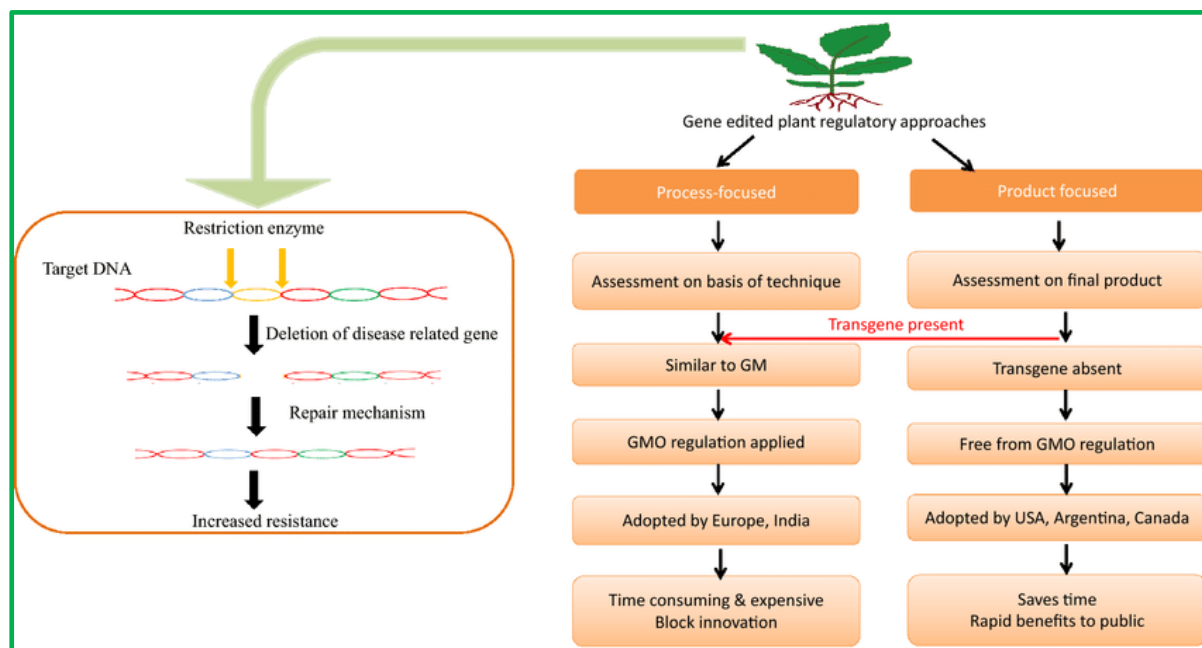 Gene edited plant regulatory approaches
Restriction enzyme
Target DNA
Deletion of disease related gene
Repair mechanism
Increased resistance
Process-focused
Assessment on basis of technique
Similar to GM
GMO regulation applied
Adopted by Europe, India
Time consuming & expensive
Block innovation
Product focused
Assessment on final product
Transgene present
Transgene absent
Free from GMO regulation
Adopted by USA, Argentina, Canada
Saves time
Rapid benefits to public